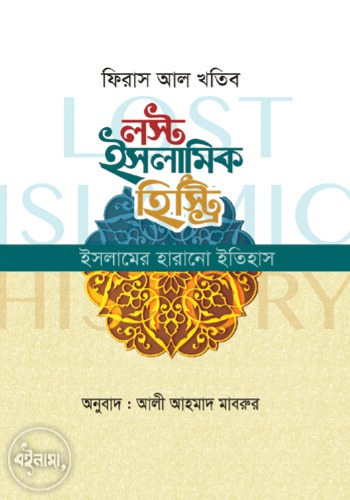 ফিরাস আল খতিব
LOST
ISLAMIC
HISTORY
লস্ট
ইসলামিক
হিস্ট্রি
ইসলামের হারানো ইতিহাস
অনুবাদ : আলী আহমাদ মাবরুর
বইনামা